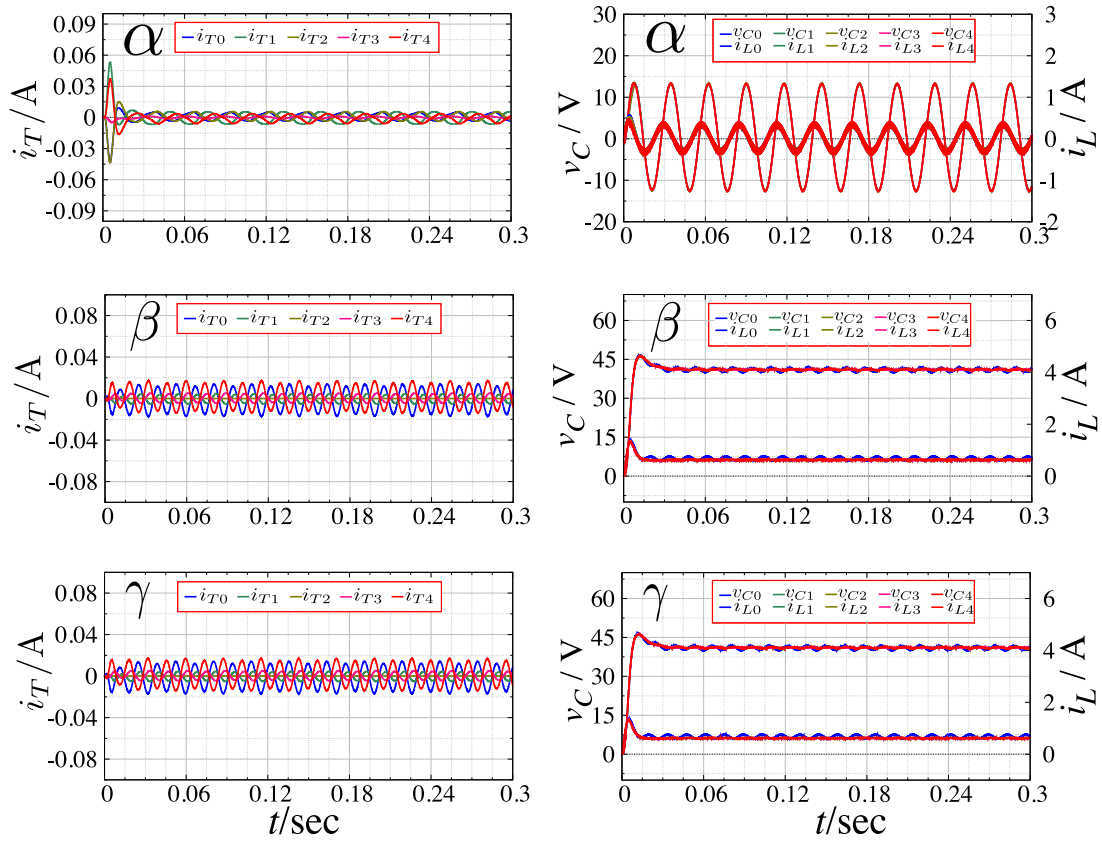 α
i_T0 i_T1 i_T2 i_T3 i_T4
0.09
0.06
0.03
0
-0.03
-0.06
-0.09
i_T / A
0 0.06 0.12 0.18 0.24 0.3
α
v_C0 v_C1 v_C2 v_C3 v_C4
i_L0 i_L1 i_L2 i_L3 i_L4
30
20
10
0
-10
-20
v_C / V
3
2
1
0
-1
2
i_L / A
0 0.06 0.12 0.18 0.24 0.3
β
i_T0 i_T1 i_T2 i_T3 i_T4
0.08
0.04
0
-0.04
-0.08
i_T / A
0 0.06 0.12 0.18 0.24 0.3
β
v_C0 v_C1 v_C2 v_C3 v_C4
i_L0 i_L1 i_L2 i_L3 i_L4
60
45
30
15
0
v_C / V
6
4
2
0
i_L / A
0 0.06 0.12 0.18 0.24 0.3
γ
i_T0 i_T1 i_T2 i_T3 i_T4
0.08
0.04
0
-0.04
-0.08
i_T / A
0 0.06 0.12 0.18 0.24 0.3
t/sec
γ
v_C0 v_C1 v_C2 v_C3 v_C4
i_L0 i_L1 i_L2 i_L3 i_L4
60
45
30
15
0
v_C / V
6
4
2
0
i_L / A
0 0.06 0.12 0.18 0.24 0.3
t/sec